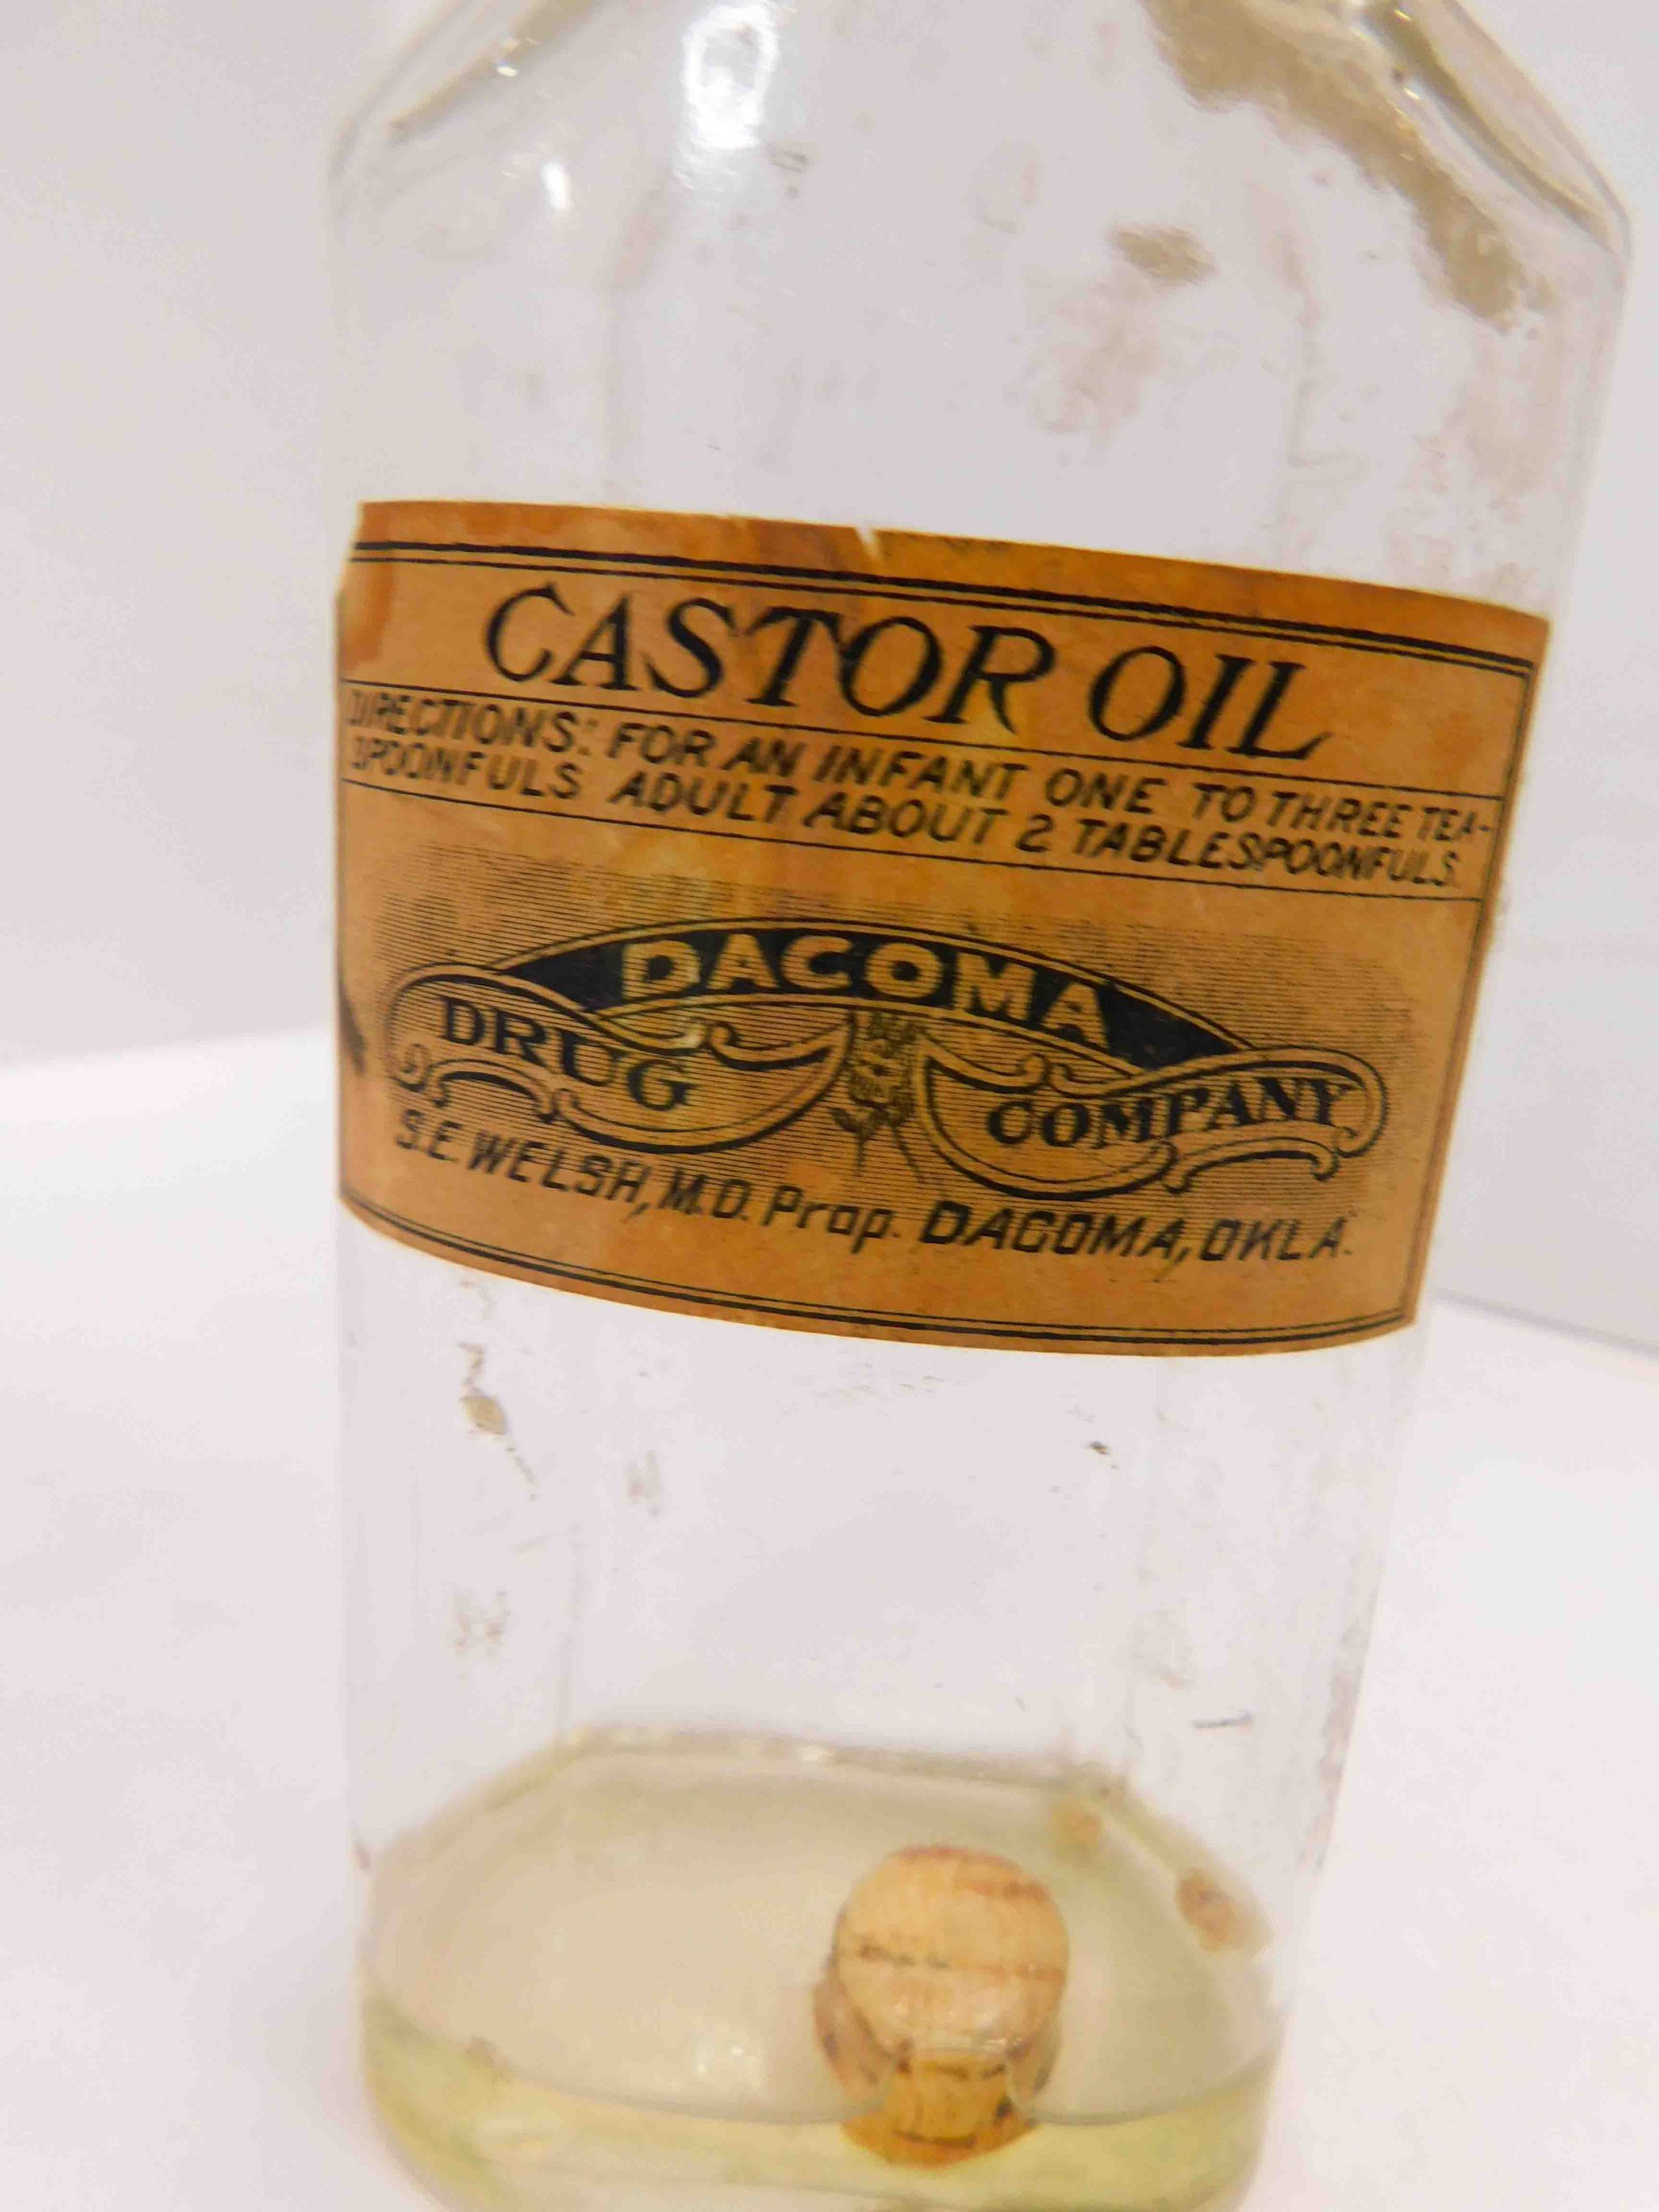 CASTOR OIL
DIRECTIONS: FOR AN INFANT ONE TO THREE TEA-
SPOONFULS ADULT ABOUT 2 TABLESPOONFULS.
DACOMA
DRUG COMPANY
S.E. WELSH, M.D. Prop. DACOMA, OKLA.